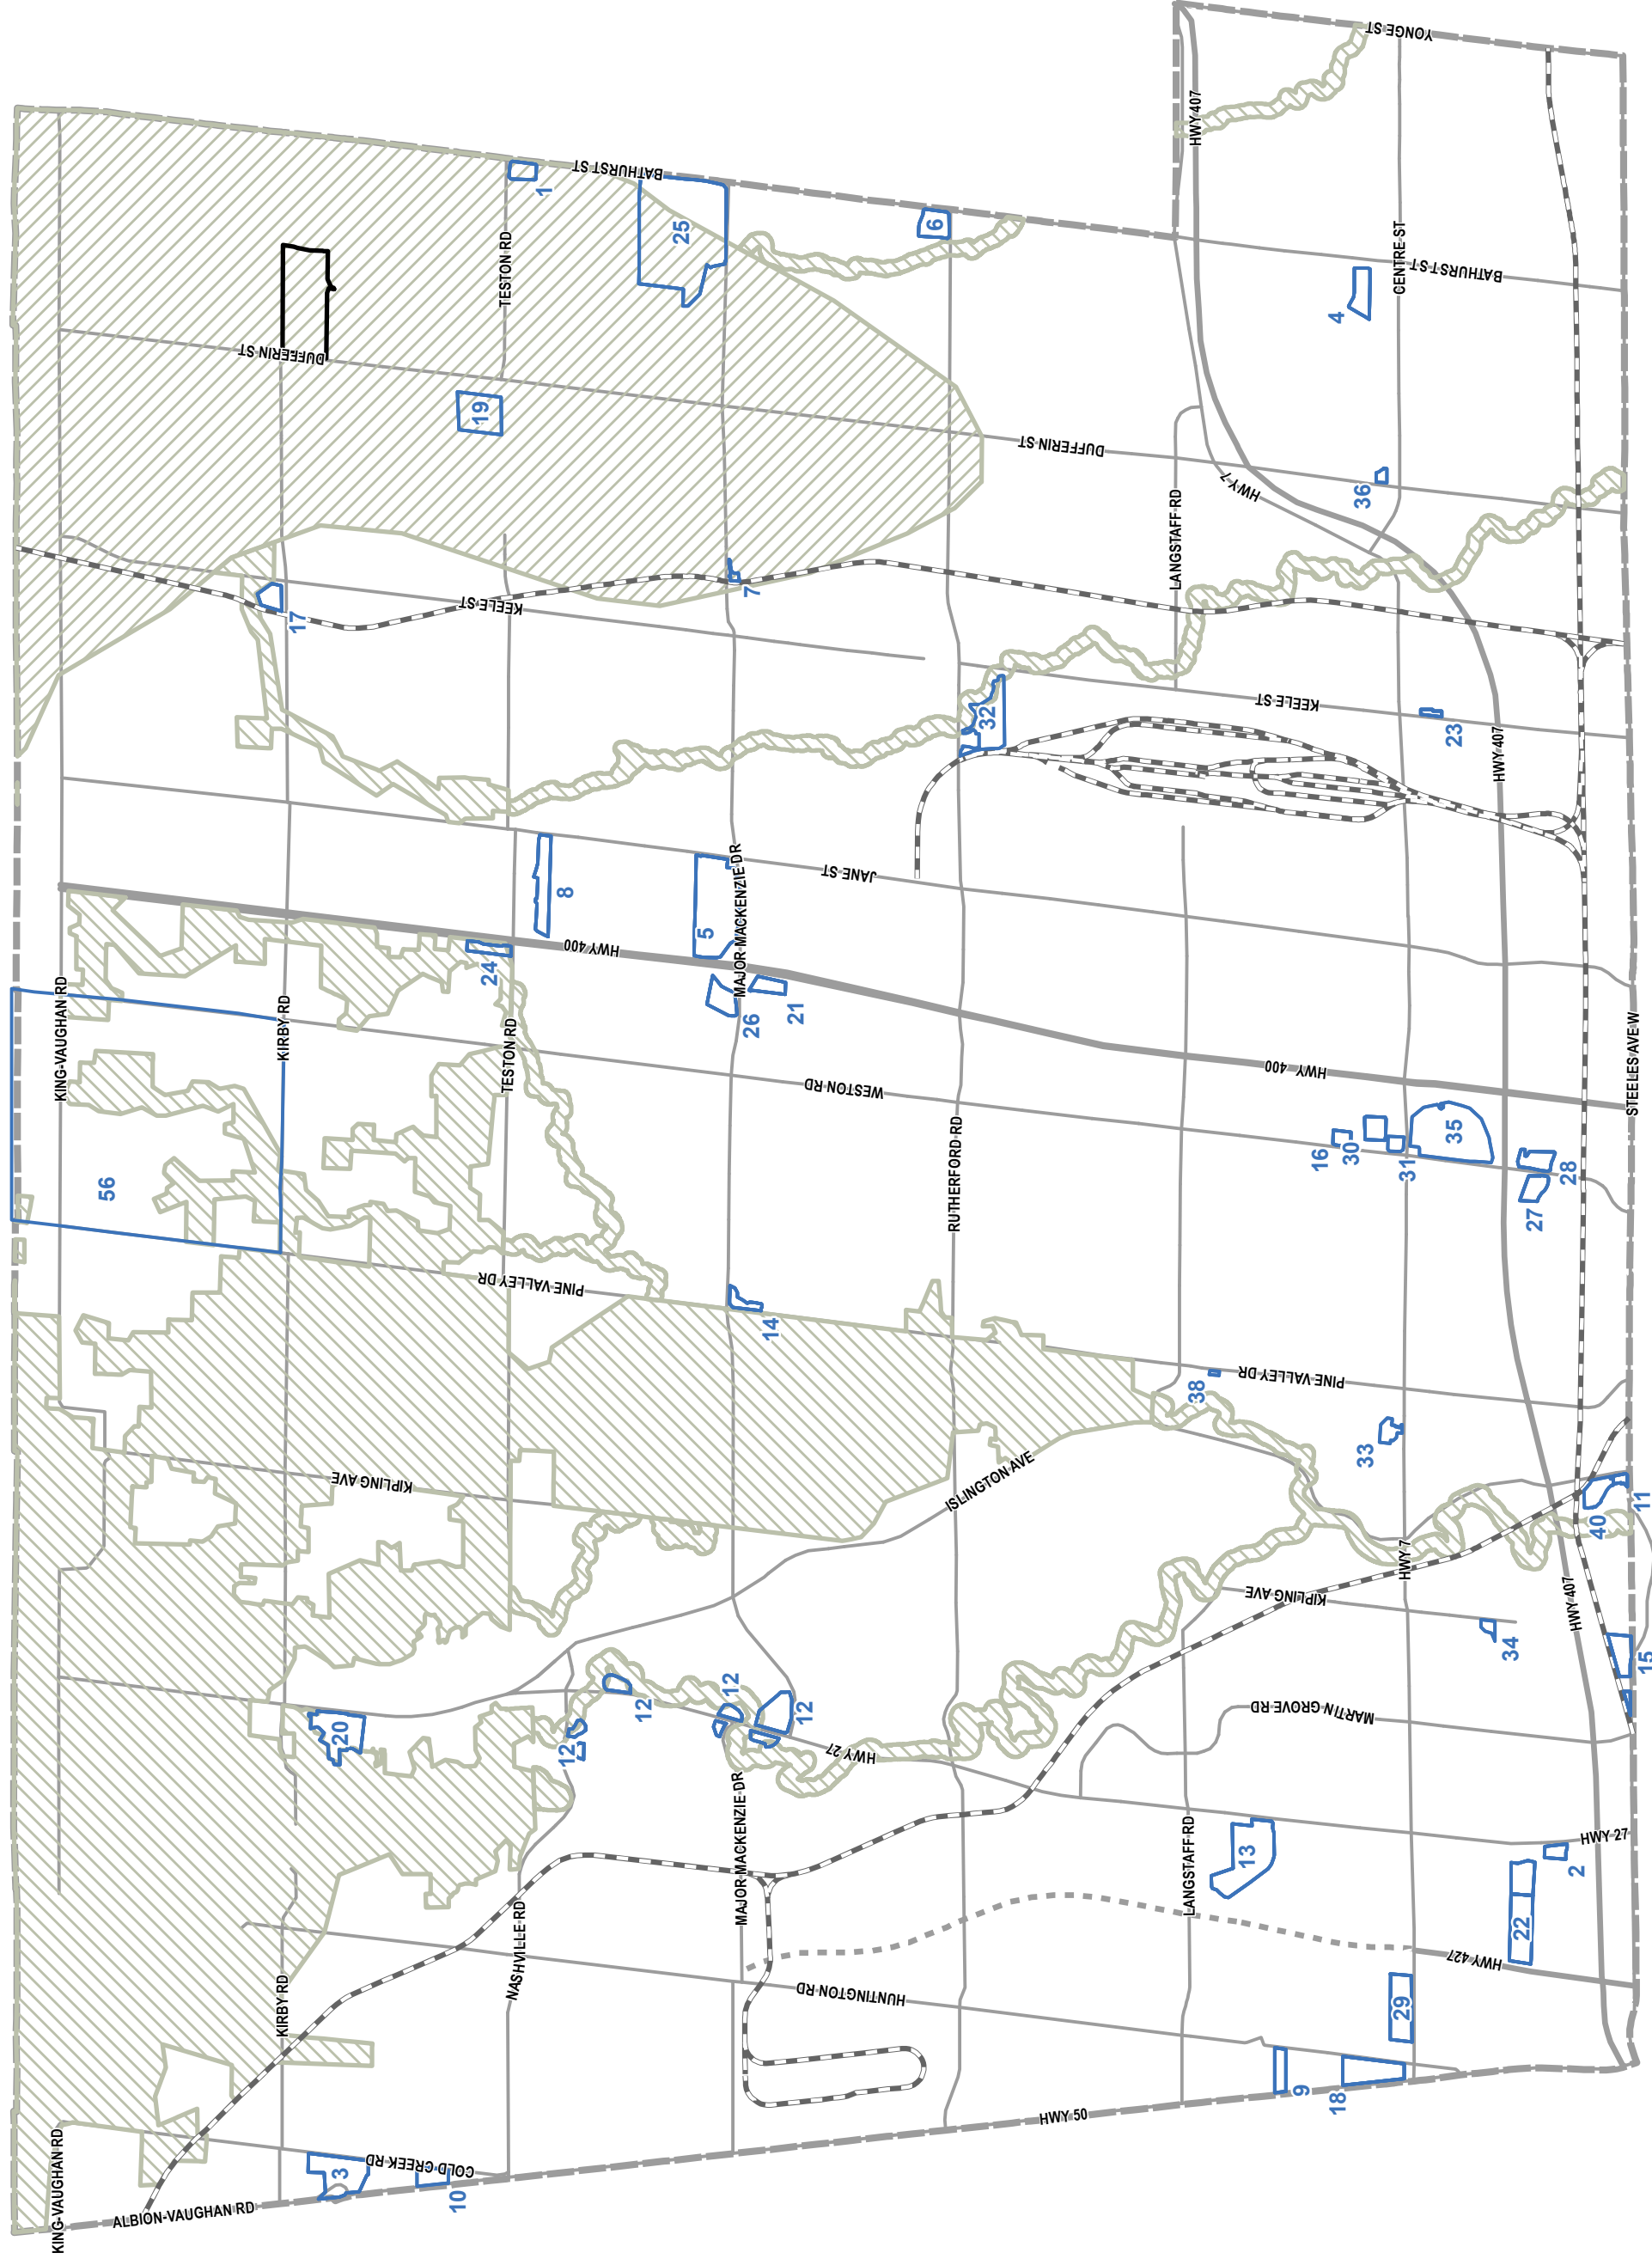 YONGE ST
HWY 407
BATHURST ST
1
25
6
TESTON RD
CENTRE ST
BATHURST ST
4
DUFFERIN ST
19
DUFFERIN ST
HWY 7
36
LANGSTAFF RD
17
KEELE ST
7
32
KEELE ST
23
HWY 407
8
5
MAJOR MACKENZIE DR
JANE ST
24
HWY 400
26
21
KING-VAUGHAN RD
KIRBY RD
TESTON RD
WESTON RD
HWY 400
STEELES AVE W
56
RUTHERFORD RD
16
30
31
35
27
28
PINE VALLEY DR
14
38
PINE VALLEY DR
33
KIPLING AVE
ISLINGTON AVE
11
40
HWY 7
HWY 407
KIPLING AVE
34
15
20
12
12
12
12
HWY 27
MARTIN GROVE RD
MAJOR MACKENZIE DR
LANGSTAFF RD
13
HWY 27
2
22
HWY 427
NASHVILLE RD
KIRBY RD
HUNTINGTON RD
29
9
18
HWY 50
KING-VAUGHAN RD
ALBION-VAUGHAN RD
3
COLD CREEK RD
10